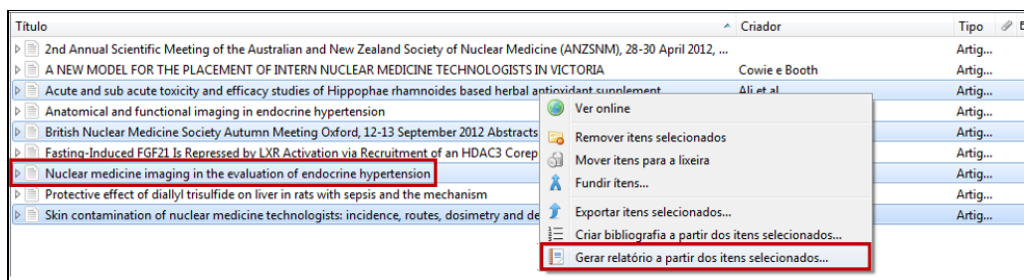 Título Criador Tipo
2nd Annual Scientific Meeting of the Australian and New Zealand Society of Nuclear Medicine (ANZSNM), 28-30 April 2012, ... Artig...
A NEW MODEL FOR THE PLACEMENT OF INTERN NUCLEAR MEDICINE TECHNOLOGISTS IN VICTORIA Cowie e Booth Artig...
Acute and sub acute toxicity and efficacy studies of Hippophae rhamnoides based herbal antioxidant supplement Ali et al. Artig...
Anatomical and functional imaging in endocrine hypertension Artig...
British Nuclear Medicine Society Autumn Meeting Oxford, 12-13 September 2012 Abstracts Artig...
Fasting-Induced FGF21 Is Repressed by LXR Activation via Recruitment of an HDAC3 Corep Artig...
Nuclear medicine imaging in the evaluation of endocrine hypertension Artig...
Protective effect of diallyl trisulfide on liver in rats with sepsis and the mechanism Artig...
Skin contamination of nuclear medicine technologists: incidence, routes, dosimetry and de Artig...
Ver online
Remover itens selecionados
Mover itens para a lixeira
Fundir ítens...
Exportar itens selecionados...
Criar bibliografia a partir dos itens selecionados...
Gerar relatório a partir dos itens selecionados...